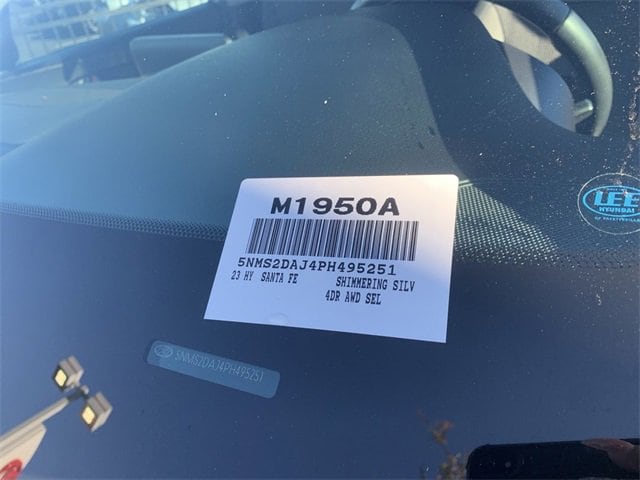 M1950A
5NMS2DAJ4PH495251
23 HY SANTA FE SHIMMERING SILV
4DR AWD SEL
LEE
HYUNDAI
5NMS2DAJ4PH495251